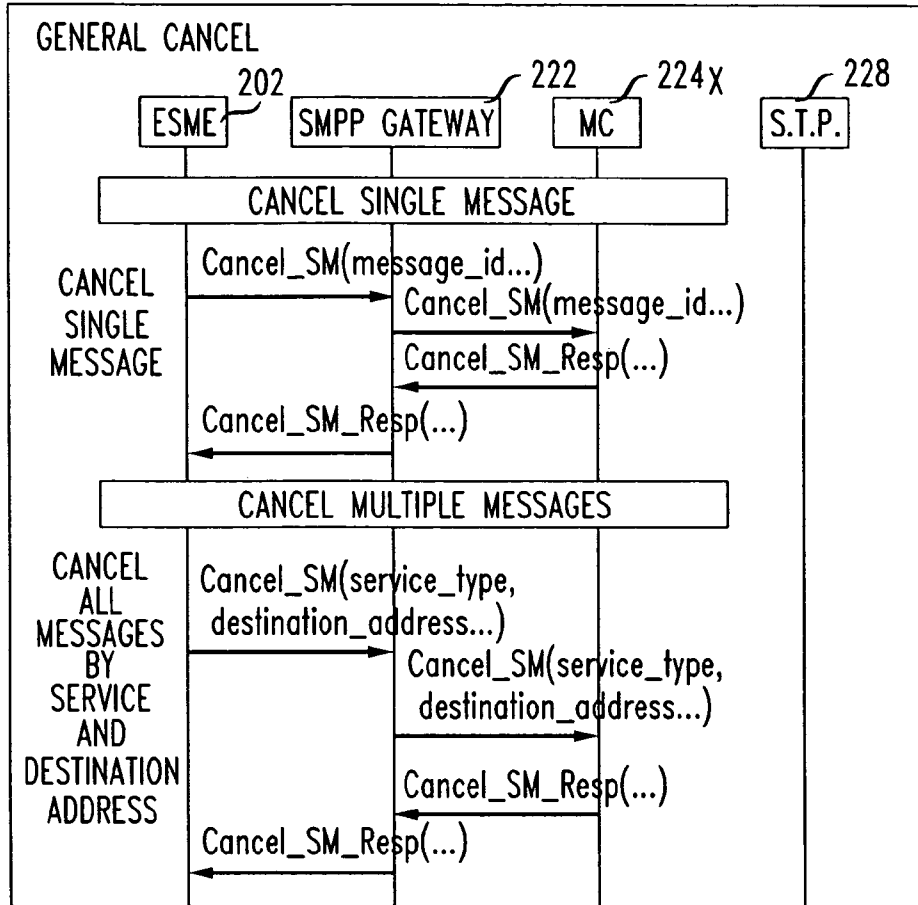 GENERAL CANCEL
202
222
224X
228
ESME
SMPP GATEWAY
MC
S.T.P.
CANCEL SINGLE MESSAGE
CANCEL
SINGLE
MESSAGE
Cancel_SM(message_id...)
Cancel_SM(message_id...)
Cancel_SM_Resp(...)
Cancel_SM_Resp(...)
CANCEL MULTIPLE MESSAGES
CANCEL
ALL
MESSAGES
BY
SERVICE
AND
DESTINATION
ADDRESS
Cancel_SM(service_type,
destination_address...)
Cancel_SM(service_type,
destination_address...)
Cancel_SM_Resp(...)
Cancel_SM_Resp(...)